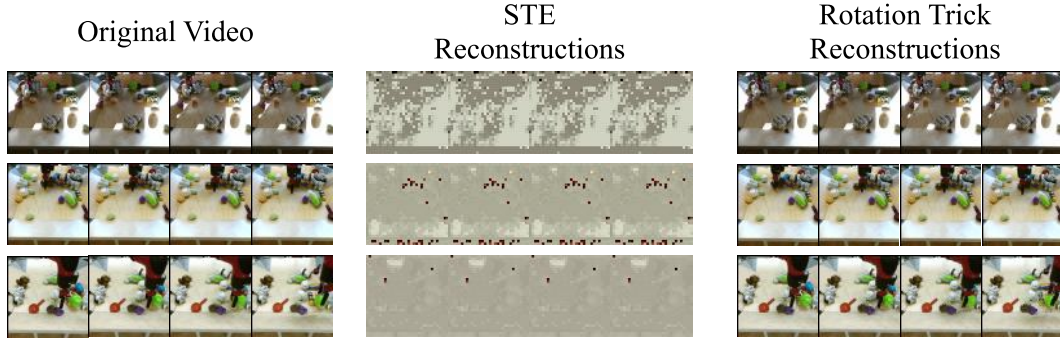 Original Video
STE
Reconstructions
Rotation Trick
Reconstructions